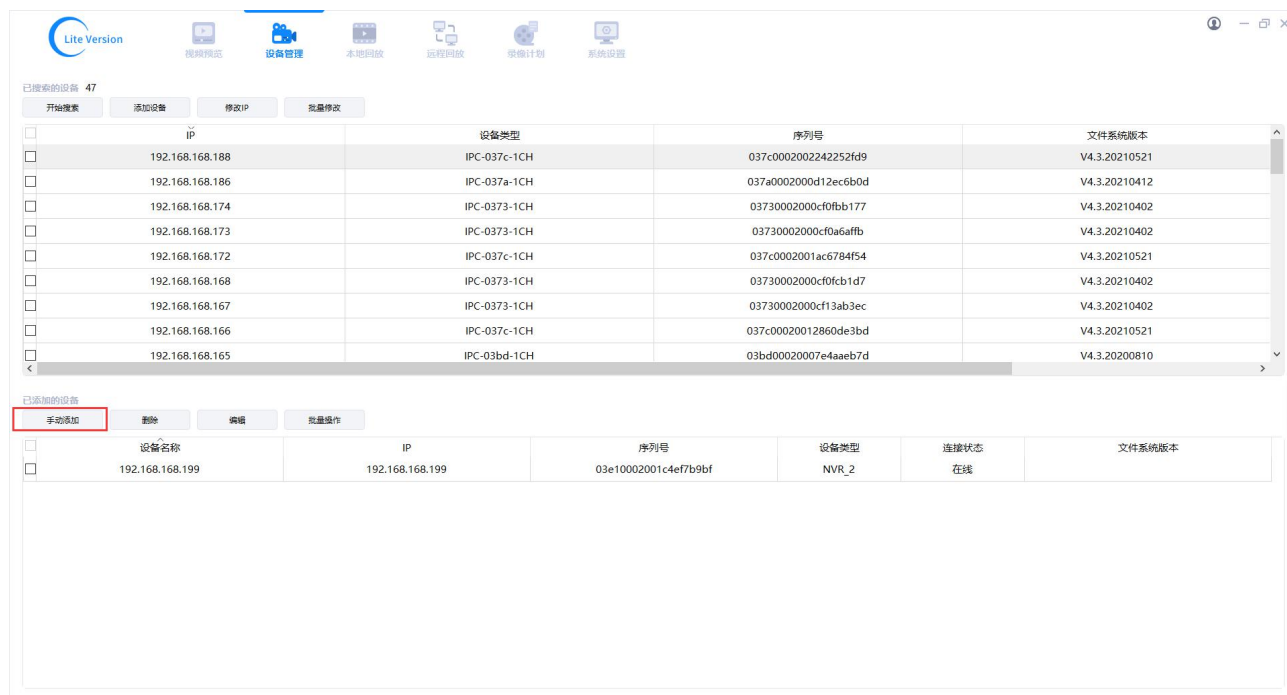 Lite Version
视频预览 设备管理 本地回放 远程回放 录像计划 系统设置
已搜索的设备 47
开始搜索 添加设备 修改IP 批量修改
IP 设备类型 序列号 文件系统版本
192.168.168.188 IPC-037c-1CH 037c0002002242252fd9 V4.3.20210521
192.168.168.186 IPC-037a-1CH 037a0002000d12ec6b0d V4.3.20210412
192.168.168.174 IPC-0373-1CH 03730002000cf0fbb177 V4.3.20210402
192.168.168.173 IPC-0373-1CH 03730002000cf0a6affb V4.3.20210402
192.168.168.172 IPC-037c-1CH 037c0002001ac6784f54 V4.3.20210521
192.168.168.168 IPC-0373-1CH 03730002000cf0fcb1d7 V4.3.20210402
192.168.168.167 IPC-0373-1CH 03730002000cf13ab3ec V4.3.20210402
192.168.168.166 IPC-037c-1CH 037c00020012860de3bd V4.3.20210521
192.168.168.165 IPC-03bd-1CH 03bd00020007e4aaeb7d V4.3.20200810
已添加的设备
手动添加 删除 编辑 批量操作
设备名称 IP 序列号 设备类型 连接状态 文件系统版本
192.168.168.199 192.168.168.199 03e10002001c4ef7b9bf NVR_2 在线